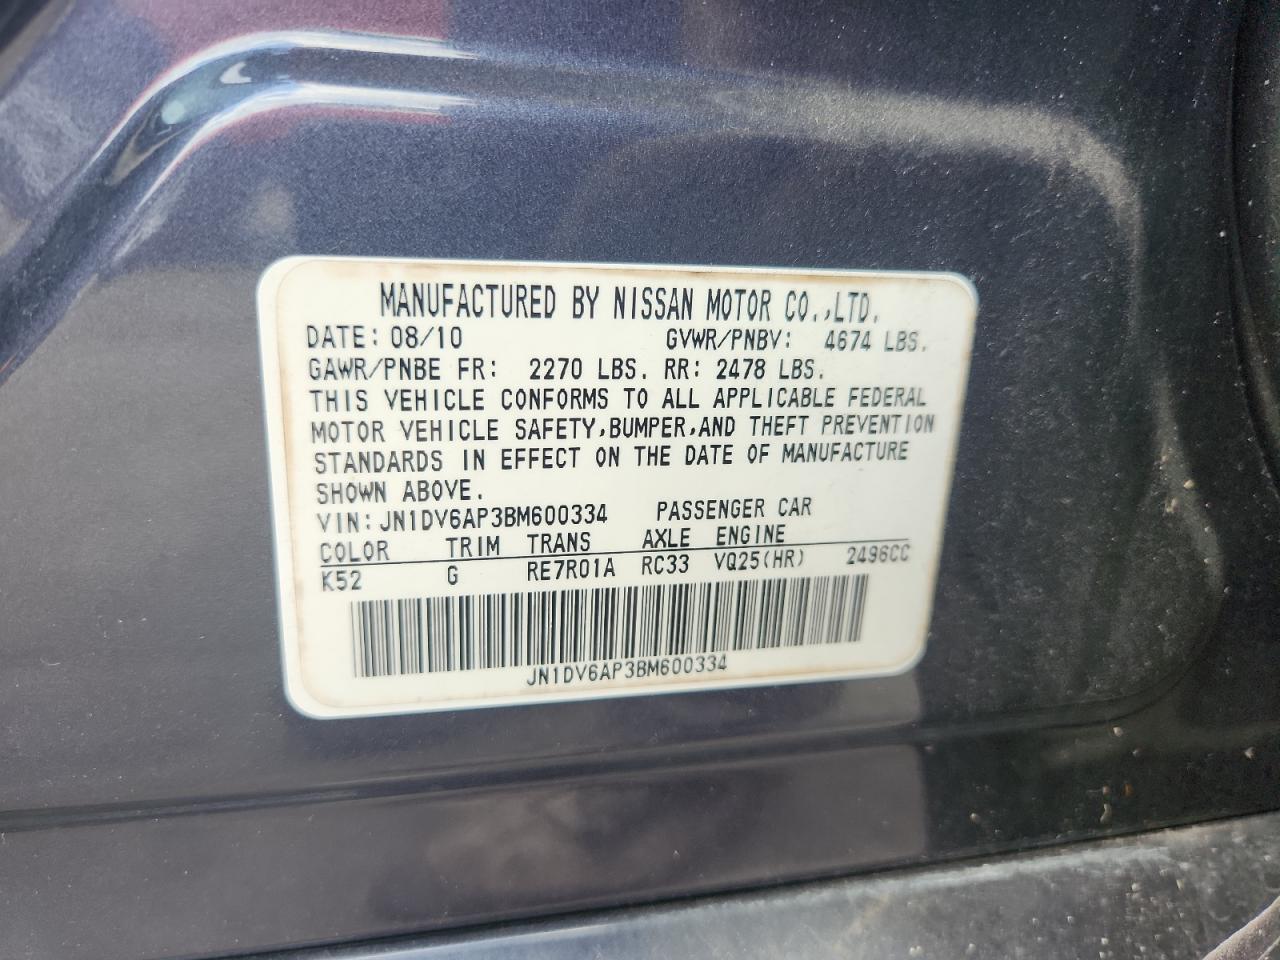 MANUFACTURED BY NISSAN MOTOR CO.,LTD.
DATE: 08/10 GVWR/PNBV: 4674 LBS.
GAWR/PNBE FR: 2270 LBS. RR: 2478 LBS.
THIS VEHICLE CONFORMS TO ALL APPLICABLE FEDERAL
MOTOR VEHICLE SAFETY,BUMPER,AND THEFT PREVENTION
STANDARDS IN EFFECT ON THE DATE OF MANUFACTURE
SHOWN ABOVE.
VIN: JN1DV6AP3BM600334 PASSENGER CAR
COLOR TRIM TRANS AXLE ENGINE
K52 G RE7R01A RC33 VQ25(HR) 2496CC
JN1DV6AP3BM600334